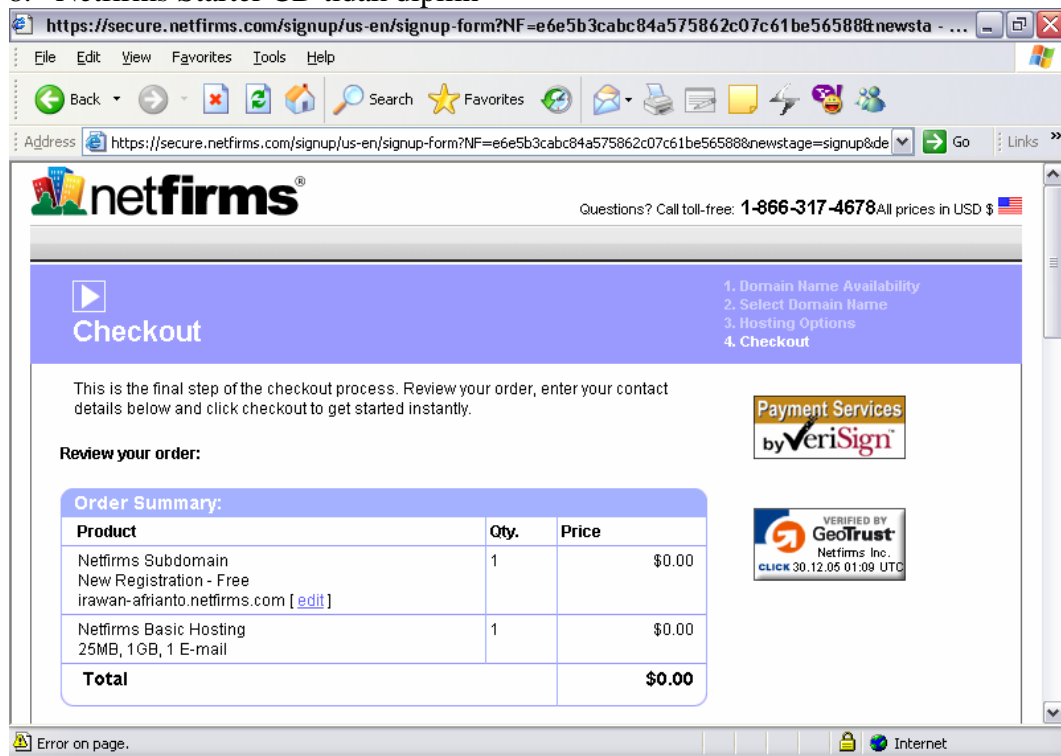 https://secure.netfirms.com/signup/us-en/signup-form?NF=e6e5b3cabc84a575862c07c61be56588&newsta - ...
File Edit View Favorites Tools Help
Back Search Favorites
Address https://secure.netfirms.com/signup/us-en/signup-form?NF=e6e5b3cabc84a575862c07c61be56588&newstage=signup&de Go Links »
netfirms®
Questions? Call toll-free: 1-866-317-4678All prices in USD $
Checkout
1. Domain Name Availability
2. Select Domain Name
3. Hosting Options
4. Checkout
This is the final step of the checkout process. Review your order, enter your contact
details below and click checkout to get started instantly.
Payment Services
by VeriSign
Review your order:
Order Summary:
Product Qty. Price
Netfirms Subdomain 1 $0.00
New Registration - Free
irawan-afrianto.netfirms.com [ edit ]
Netfirms Basic Hosting 1 $0.00
25MB, 1GB, 1 E-mail
Total $0.00
VERIFIED BY
GeoTrust
Netfirms Inc.
CLICK 30.12.05 01:09 UTC
Error on page. Internet